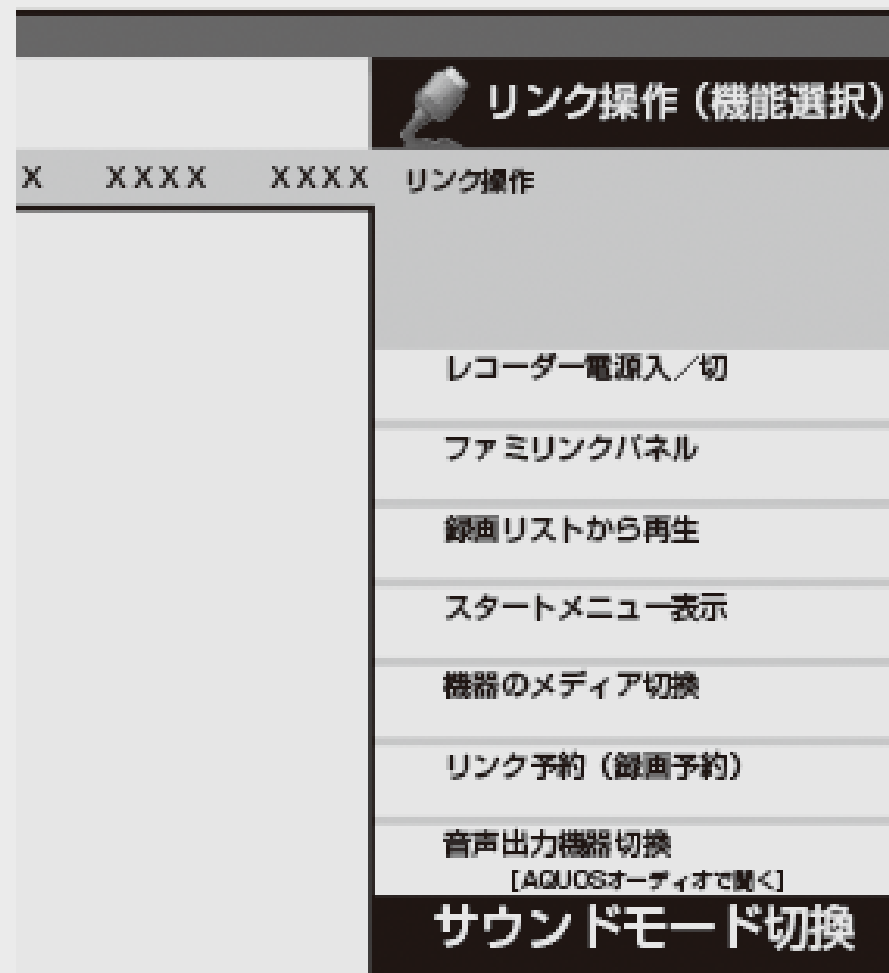 リンク操作（機能選択）
X XXXX XXXX
リンク操作
レコーダー電源入／切
ファミリンクパネル
録画リストから再生
スタートメニュー表示
機器のメディア切換
リンク予約（録画予約）
音声出力機器切換
[AQUOSオーディオで聞く]
サウンドモード切換